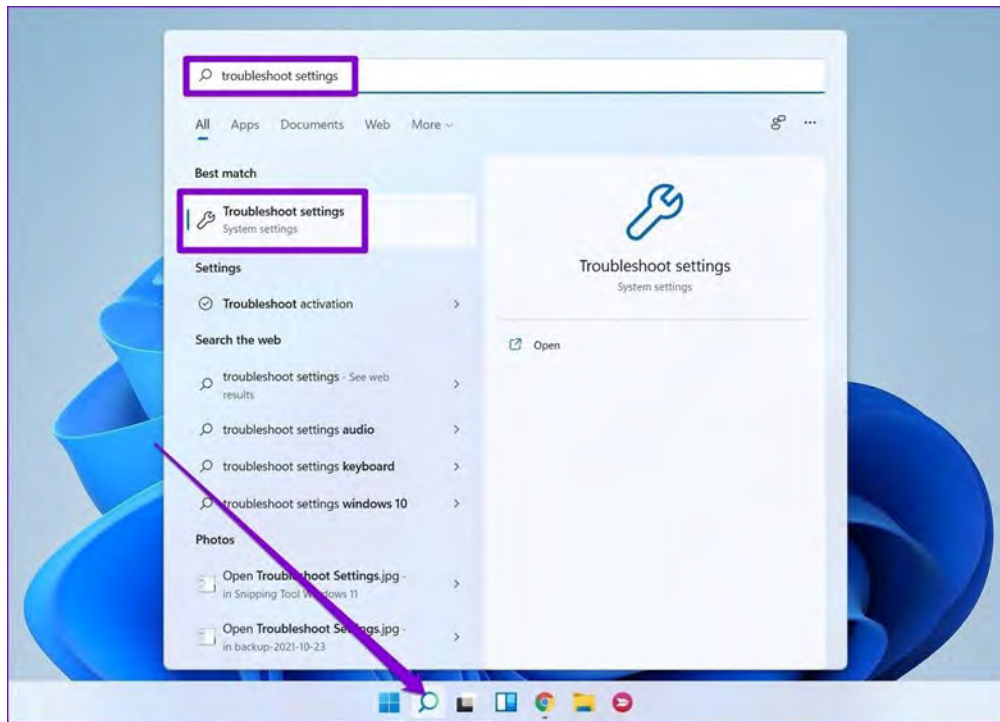 troubleshoot settings
All Apps Documents Web More
Best match
Troubleshoot settings
System settings
Settings
Troubleshoot activation
Search the web
troubleshoot settings - See web
results
troubleshoot settings audio
troubleshoot settings keyboard
troubleshoot settings windows 10
Photos
Open Troubleshoot Settings.jpg -
in Snipping Tool Windows 11
Open Troubleshoot Settings.jpg -
in backup-2021-10-23
Troubleshoot settings
System settings
Open